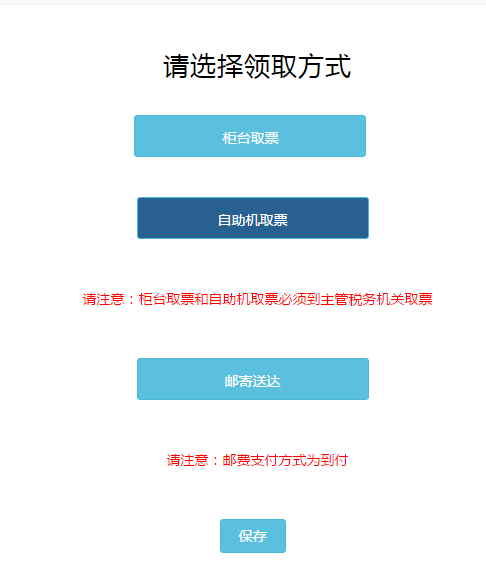 请选择领取方式
柜台取票
自助机取票
请注意：柜台取票和自助机取票必须到主管税务机关取票
邮寄送达
请注意：邮费支付方式为到付
保存